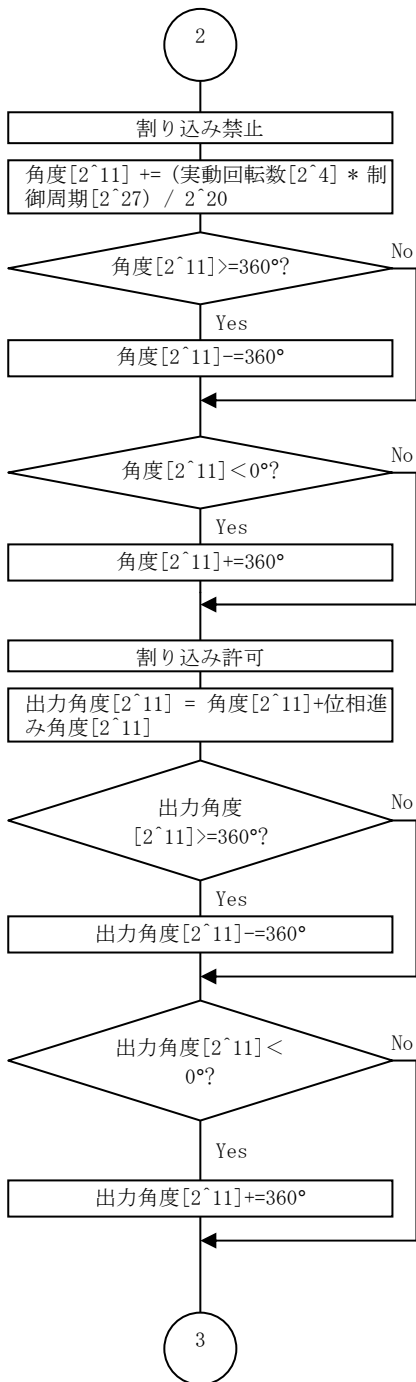 2
割り込み禁止
角度[2^11] += (実動回転数[2^4] * 制
御周期[2^27) / 2^20
No
角度[2^11]>=360°?
Yes
角度[2^11]-=360°
No
角度[2^11]<0°?
Yes
角度[2^11]+=360°
割り込み許可
出力角度[2^11] = 角度[2^11]+位相進
み角度[2^11]
No
出力角度
[2^11]>=360°?
Yes
出力角度[2^11]-=360°
No
出力角度[2^11]<
0°?
Yes
出力角度[2^11]+=360°
3